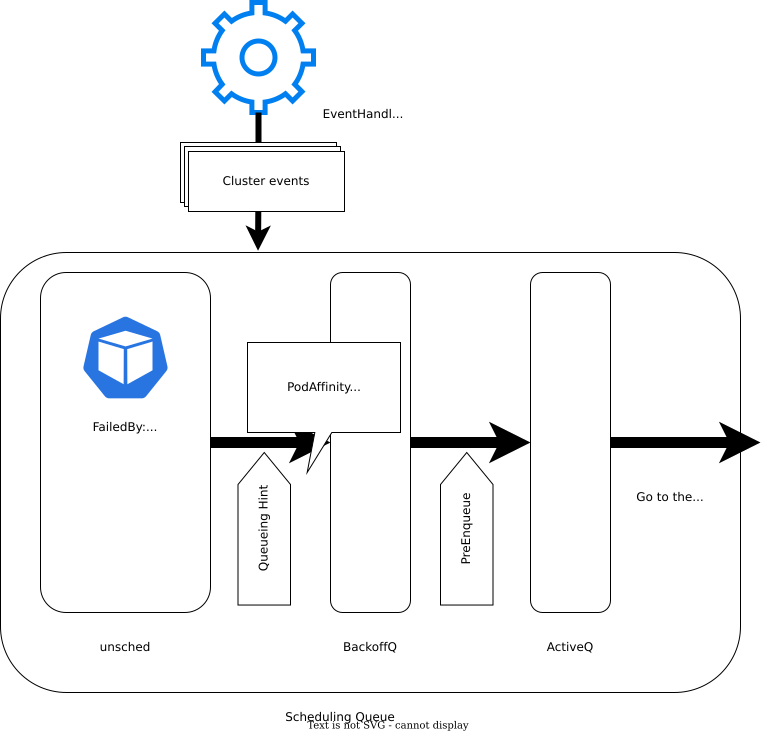 EventHandl...
Cluster events
PodAffinity...
FailedBy:...
Queueing Hint
PreEnqueue
Go to the...
unsched
BackoffQ
ActiveQ
Scheduling Queue
Text is not SVG - cannot display